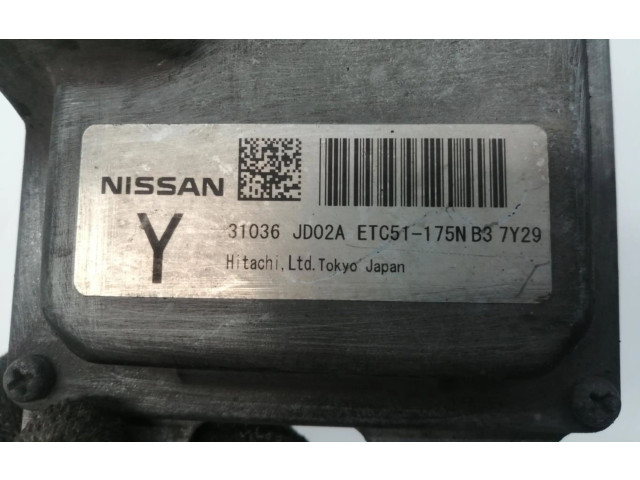 NISSAN
Y
31036 JD02A ETC51-175N B3 7Y29
Hitachi,Ltd.Tokyo Japan